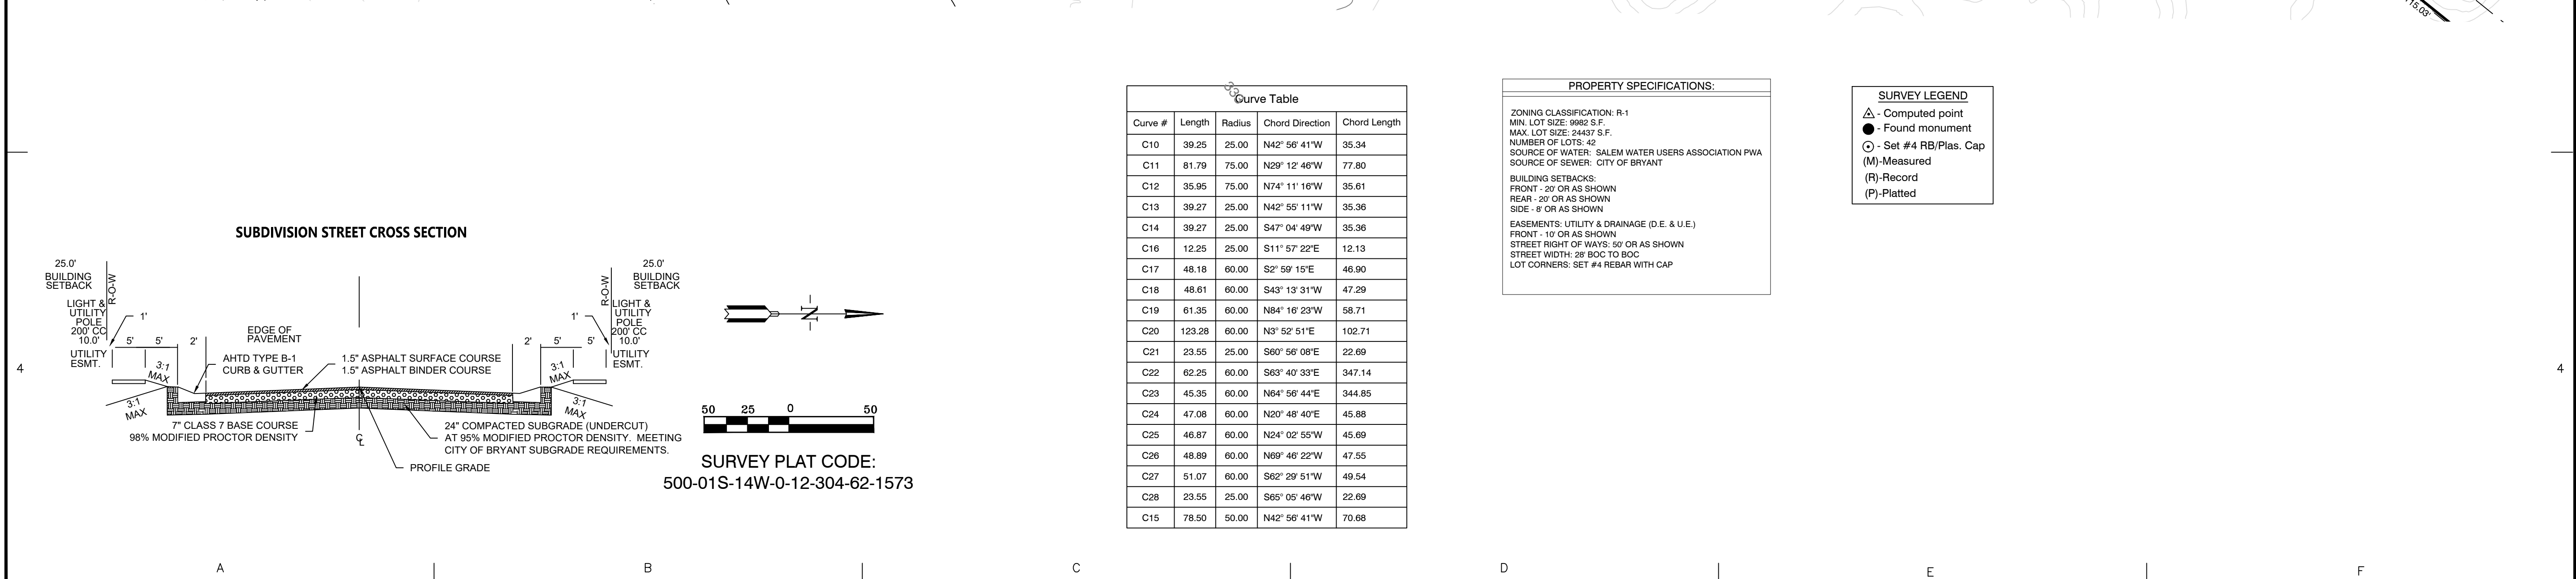 115.03'
SUBDIVISION STREET CROSS SECTION
25.0'
BUILDING
SETBACK
R-O-W
LIGHT &
UTILITY
POLE
200' CC
10.0'
UTILITY
ESMT.
1'
5'
5'
2'
3:1
MAX
3:1
MAX
EDGE OF
PAVEMENT
AHTD TYPE B-1
CURB & GUTTER
1.5" ASPHALT SURFACE COURSE
1.5" ASPHALT BINDER COURSE
25.0'
BUILDING
SETBACK
R-O-W
LIGHT &
UTILITY
POLE
200' CC
10.0'
UTILITY
ESMT.
1'
2'
5'
5'
3:1
MAX
3:1
MAX
7" CLASS 7 BASE COURSE
98% MODIFIED PROCTOR DENSITY
CL
24" COMPACTED SUBGRADE (UNDERCUT)
AT 95% MODIFIED PROCTOR DENSITY. MEETING
CITY OF BRYANT SUBGRADE REQUIREMENTS.
PROFILE GRADE
N
50 25 0 50
SURVEY PLAT CODE:
500-01S-14W-0-12-304-62-1573
Curve Table
Curve # Length Radius Chord Direction Chord Length
C10 39.25 25.00 N42° 56' 41"W 35.34
C11 81.79 75.00 N29° 12' 46"W 77.80
C12 35.95 75.00 N74° 11' 16"W 35.61
C13 39.27 25.00 N42° 55' 11"W 35.36
C14 39.27 25.00 S47° 04' 49"W 35.36
C16 12.25 25.00 S11° 57' 22"E 12.13
C17 48.18 60.00 S2° 59' 15"E 46.90
C18 48.61 60.00 S43° 13' 31"W 47.29
C19 61.35 60.00 N84° 16' 23"W 58.71
C20 123.28 60.00 N3° 52' 51"E 102.71
C21 23.55 25.00 S60° 56' 08"E 22.69
C22 62.25 60.00 S63° 40' 33"E 347.14
C23 45.35 60.00 N64° 56' 44"E 344.85
C24 47.08 60.00 N20° 48' 40"E 45.88
C25 46.87 60.00 N24° 02' 55"W 45.69
C26 48.89 60.00 N69° 46' 22"W 47.55
C27 51.07 60.00 S62° 29' 51"W 49.54
C28 23.55 25.00 S65° 05' 46"W 22.69
C15 78.50 50.00 N42° 56' 41"W 70.68
PROPERTY SPECIFICATIONS:
ZONING CLASSIFICATION: R-1
MIN. LOT SIZE: 9982 S.F.
MAX. LOT SIZE: 24437 S.F.
NUMBER OF LOTS: 42
SOURCE OF WATER: SALEM WATER USERS ASSOCIATION PWA
SOURCE OF SEWER: CITY OF BRYANT
BUILDING SETBACKS:
FRONT - 20' OR AS SHOWN
REAR - 20' OR AS SHOWN
SIDE - 8' OR AS SHOWN
EASEMENTS: UTILITY & DRAINAGE (D.E. & U.E.)
FRONT - 10' OR AS SHOWN
STREET RIGHT OF WAYS: 50' OR AS SHOWN
STREET WIDTH: 28' BOC TO BOC
LOT CORNERS: SET #4 REBAR WITH CAP
SURVEY LEGEND
- Computed point
- Found monument
- Set #4 RB/Plas. Cap
(M)-Measured
(R)-Record
(P)-Platted
4
4
A B C D E F